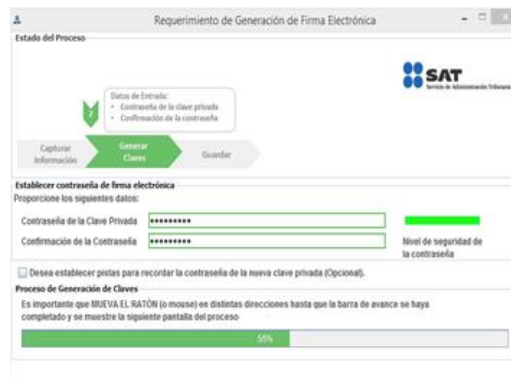 Requerimiento de Generación de Firma Electrónica
Estado del Proceso
SAT
Servicio de Administración Tributaria
2
Datos de Entrada:
• Contraseña de la clave privada
• Confirmación de la contraseña
Capturar
Información
Generar
Claves
Guardar
Establecer contraseña de firma electrónica
Proporcione los siguientes datos:
Contraseña de la Clave Privada •••••••••
Confirmación de la Contraseña •••••••••
Nivel de seguridad de
la contraseña
Desea establecer pistas para recordar la contraseña de la nueva clave privada (Opcional).
Proceso de Generación de Claves
Es importante que MUEVA EL RATÓN (o mouse) en distintas direcciones hasta que la barra de avance se haya
completado y se muestre la siguiente pantalla del proceso
55%